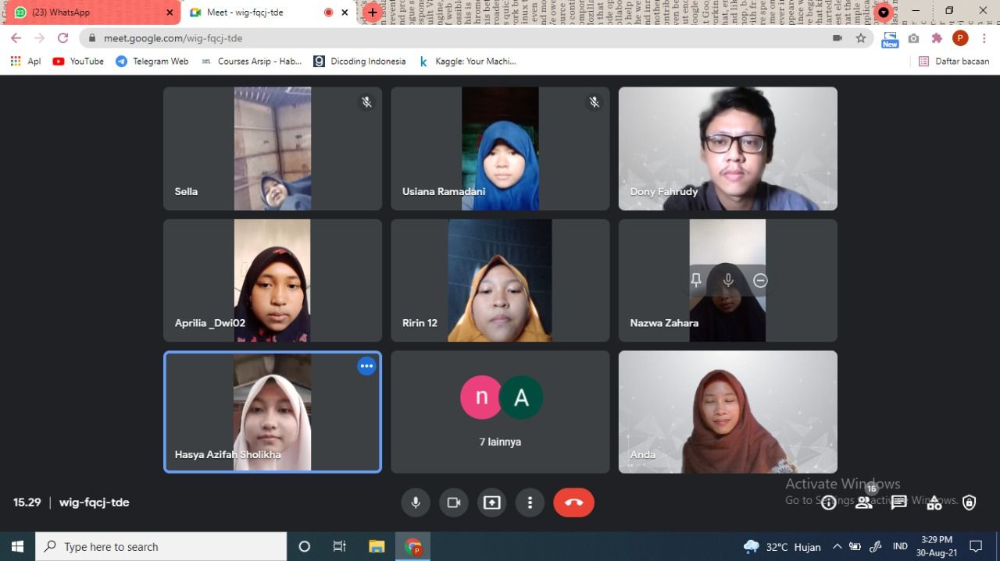 (23) WhatsApp
Meet - wig-fqcj-tde
meet.google.com/wig-fqcj-tde
New
P
Apl
YouTube
Telegram Web
Courses Arsip - Hab...
Dicoding Indonesia
Kaggle: Your Machi...
Daftar bacaan
Sella
Usiana Ramadani
Dony Fahrudy
Aprilia _Dwi02
Ririn 12
Nazwa Zahara
Hasya Azifah Sholikha
n
A
7 lainnya
Anda
Activate Windows
Go to Settings to activate Windows.
15.29 | wig-fqcj-tde
16
Type here to search
32°C Hujan
IND
3:29 PM
30-Aug-21